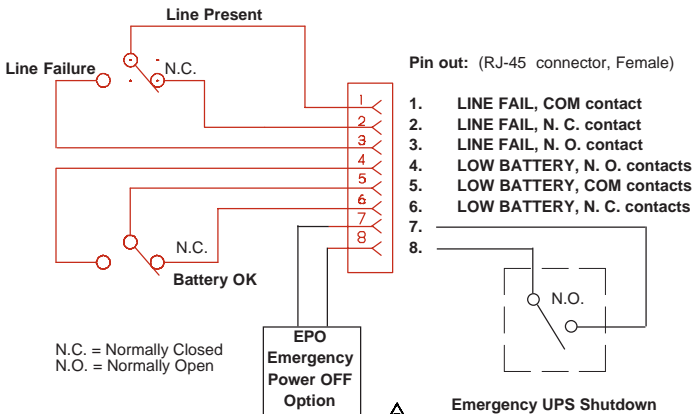 Line Present
Line Failure
N.C.
Pin out: (RJ-45 connector, Female)
1
2
3
4
5
6
7
8
1. LINE FAIL, COM contact
2. LINE FAIL, N. C. contact
3. LINE FAIL, N. O. contact
4. LOW BATTERY, N. O. contacts
5. LOW BATTERY, COM contacts
6. LOW BATTERY, N. C. contacts
7.
8.
N.C.
Battery OK
N.O.
N.C. = Normally Closed
N.O. = Normally Open
EPO
Emergency
Power OFF
Option
Emergency UPS Shutdown